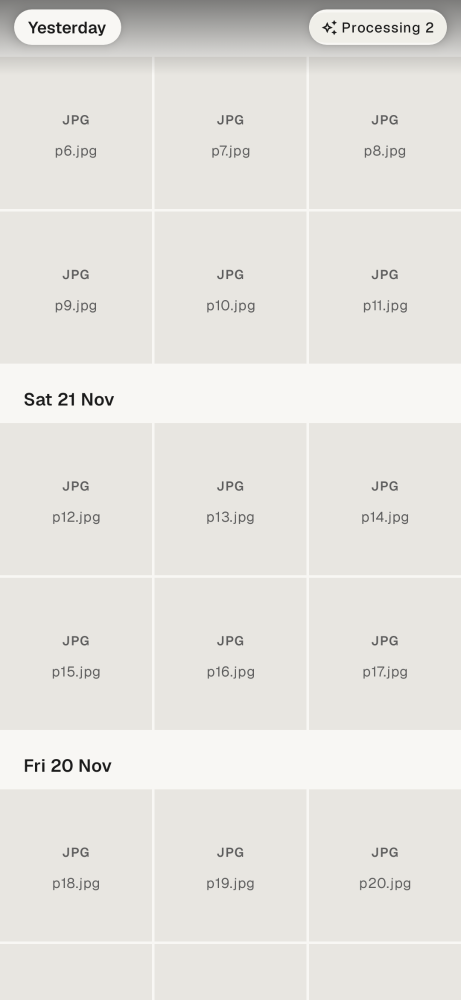 Yesterday
Processing 2
JPG JPG JPG
p6.jpg p7.jpg p8.jpg
JPG JPG JPG
p9.jpg p10.jpg p11.jpg
Sat 21 Nov
JPG JPG JPG
p12.jpg p13.jpg p14.jpg
JPG JPG JPG
p15.jpg p16.jpg p17.jpg
Fri 20 Nov
JPG JPG JPG
p18.jpg p19.jpg p20.jpg